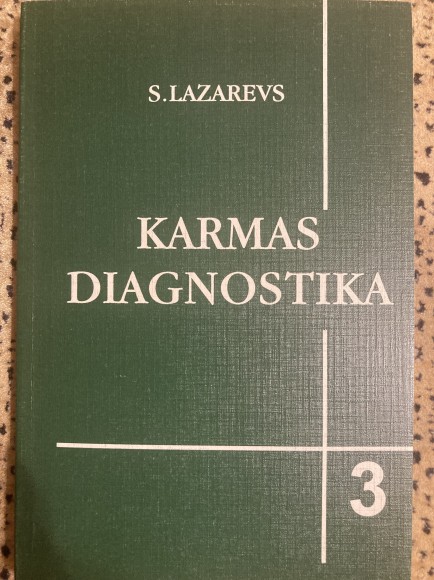 S.LAZAREVS
KARMAS
DIAGNOSTIKA
3